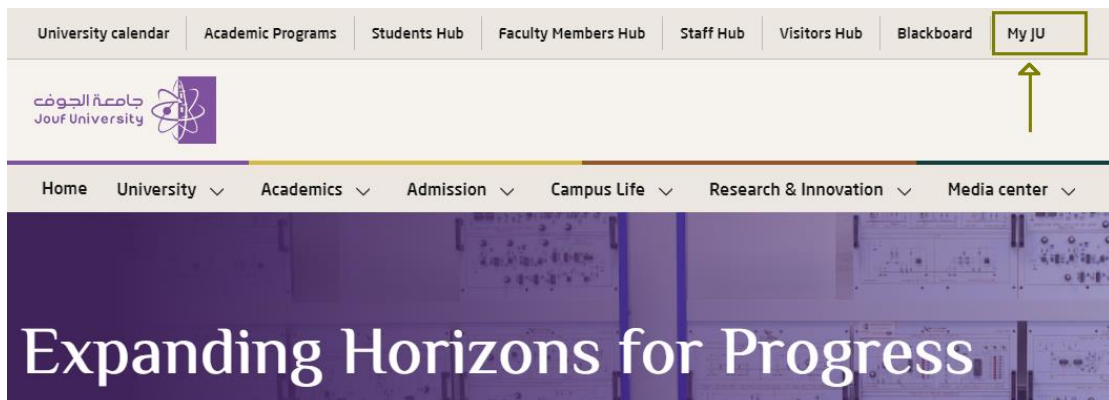 University calendar Academic Programs Students Hub Faculty Members Hub Staff Hub Visitors Hub Blackboard My JU
جامعة الجوف
Jouf University
Home University Academics Admission Campus Life Research & Innovation Media center
Expanding Horizons for Progress